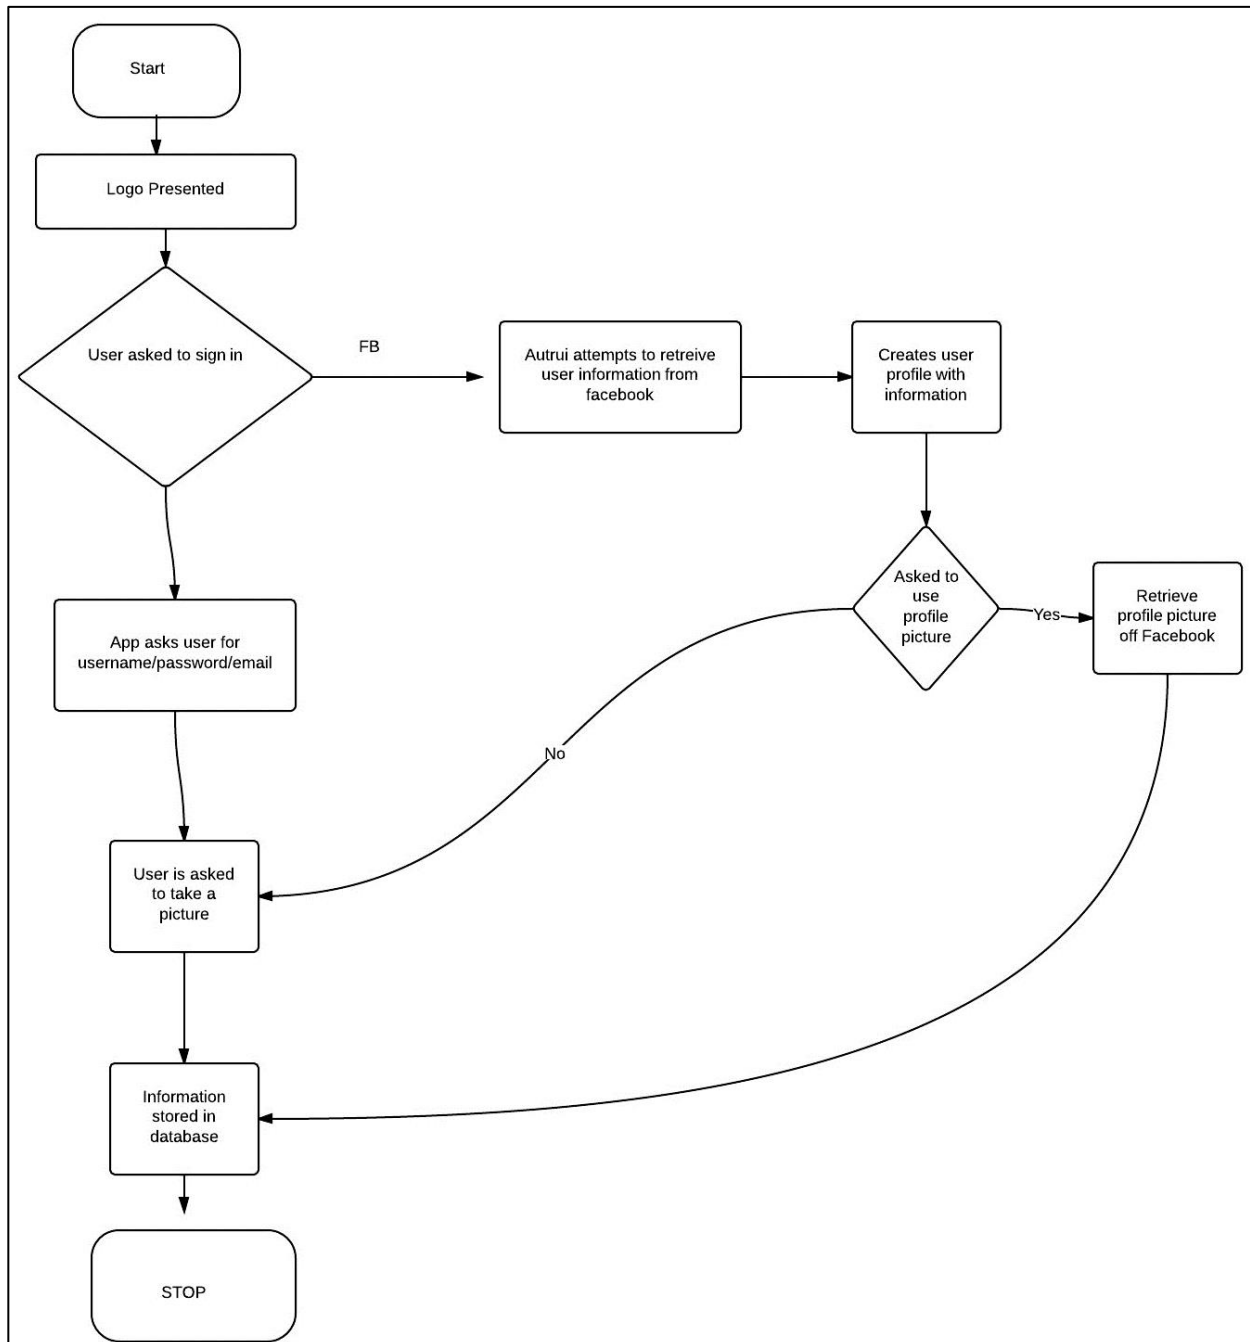 Start
Logo Presented
User asked to sign in
FB
Autrui attempts to retreive
user information from
facebook
Creates user
profile with
information
Asked to
use
profile
picture
Yes
Retrieve
profile picture
off Facebook
App asks user for
username/password/email
No
User is asked
to take a
picture
Information
stored in
database
STOP